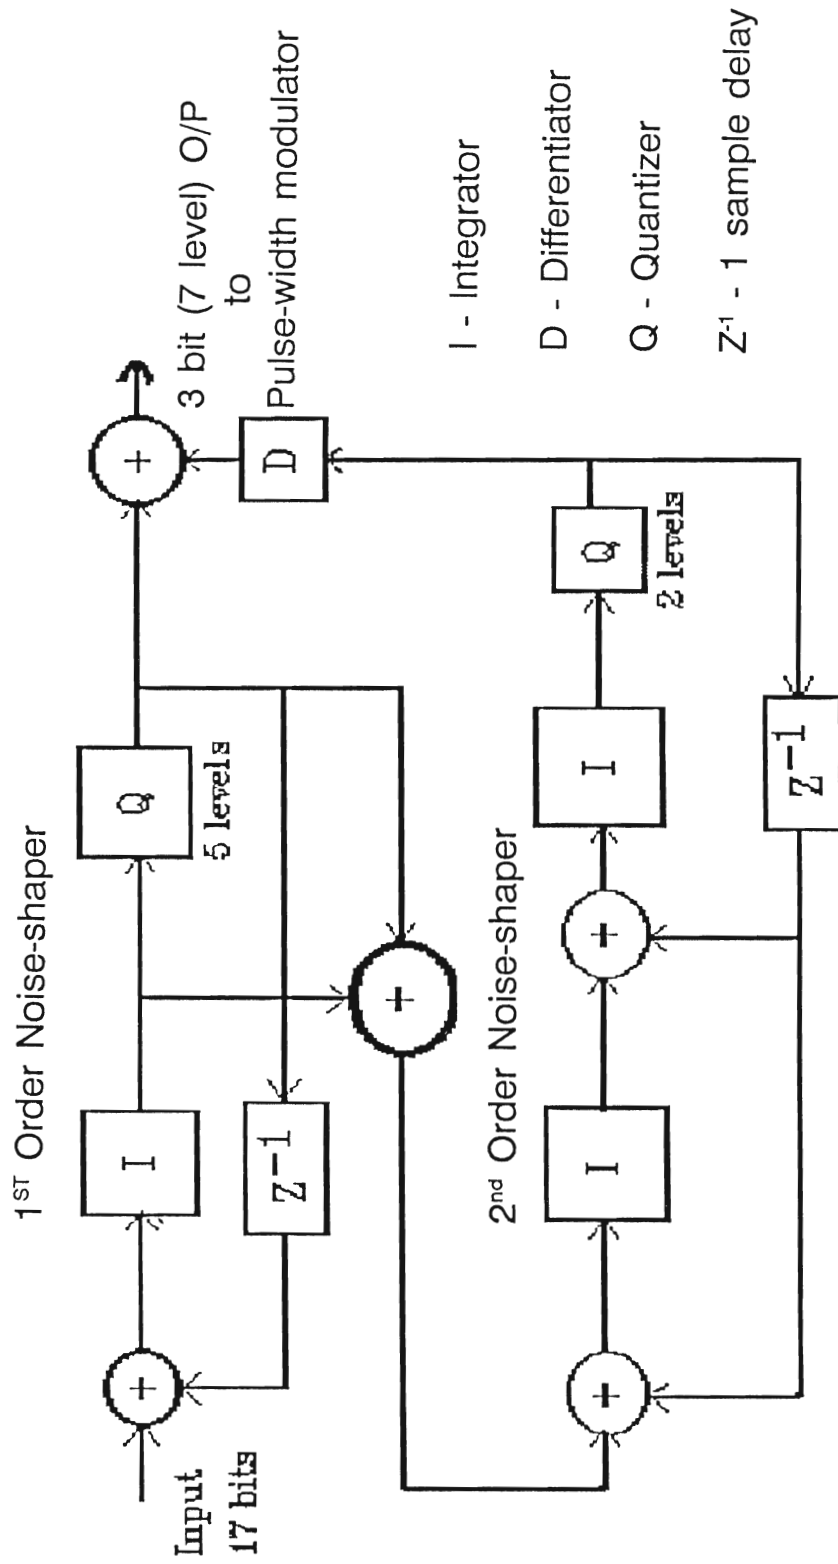 1ST Order Noise-shaper
Input
17 bits
+
I
Q
5 levels
+
3 bit (7 level) O/P
to
Pulse-width modulator
Z-1
D
-
2nd Order Noise-shaper
+
I
+
I
Q
2 levels
Z-1
I - Integrator
D - Differentiator
Q - Quantizer
Z-1 - 1 sample delay